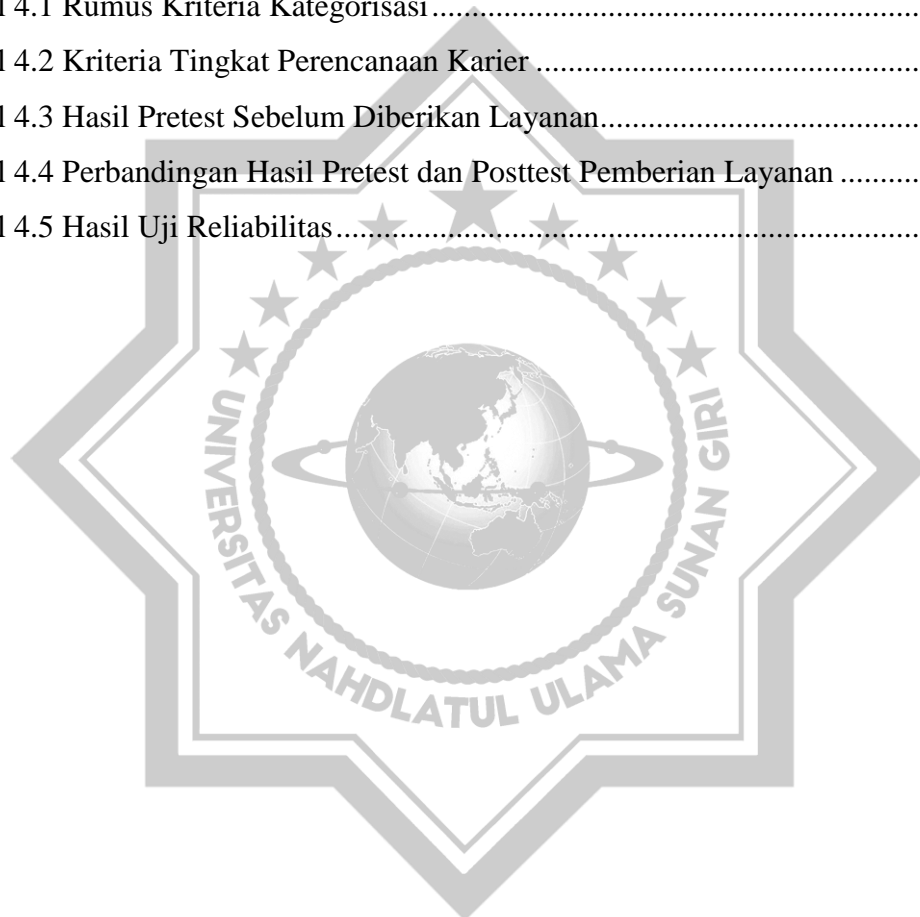 l 4.1 Rumus Kriteria Kategorisasi........................................................................
l 4.2 Kriteria Tingkat Perencanaan Karier ...........................................................
l 4.3 Hasil Pretest Sebelum Diberikan Layanan...................................................
l 4.4 Perbandingan Hasil Pretest dan Posttest Pemberian Layanan ..........
l 4.5 Hasil Uji Reliabilitas....................................................................................
UNIVERSITAS NAHDLATUL ULAMA SUNAN GIRI